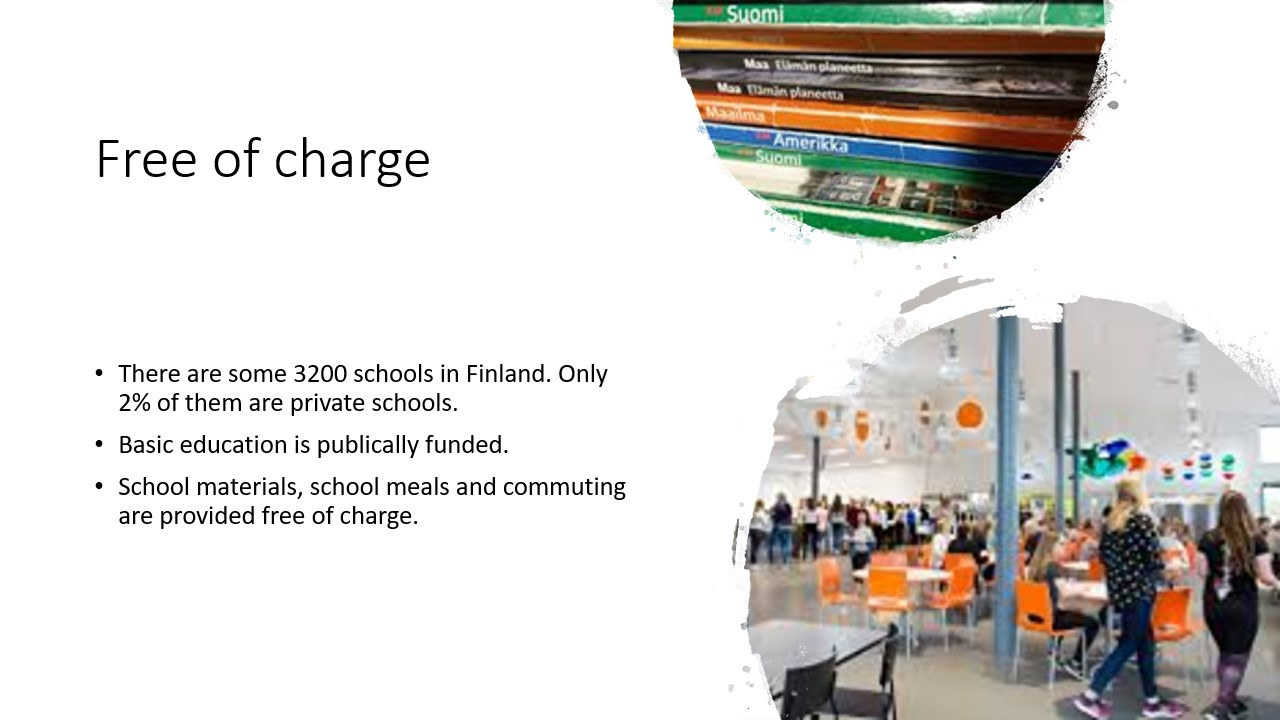 Free of charge
• There are some 3200 schools in Finland. Only
2% of them are private schools.
• Basic education is publically funded.
• School materials, school meals and commuting
are provided free of charge.
Suomi
Maa Elämän planeetta
Maa Elämän planeetta
Maailma
Amerikka
Suomi